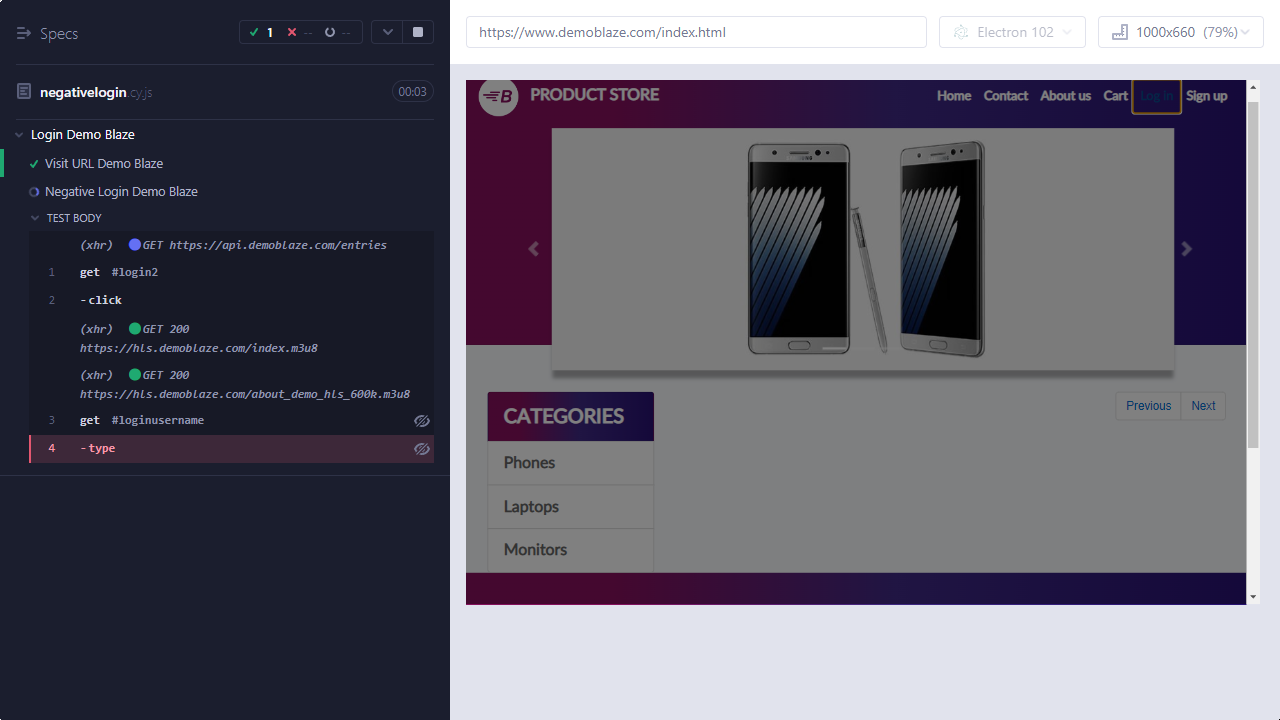 Specs
1
--
--
https://www.demoblaze.com/index.html
Electron 102
1000x660 (79%)
negativelogin.cy.js
00:03
Login Demo Blaze
Visit URL Demo Blaze
Negative Login Demo Blaze
TEST BODY
(xhr) GET https://api.demoblaze.com/entries
1 get #login2
2 -click
(xhr) GET 200
https://hls.demoblaze.com/index.m3u8
(xhr) GET 200
https://hls.demoblaze.com/about_demo_hls_600k.m3u8
3 get #loginusername
4 -type
B PRODUCT STORE
Home Contact About us Cart Log in Sign up
CATEGORIES
Phones
Laptops
Monitors
Previous Next